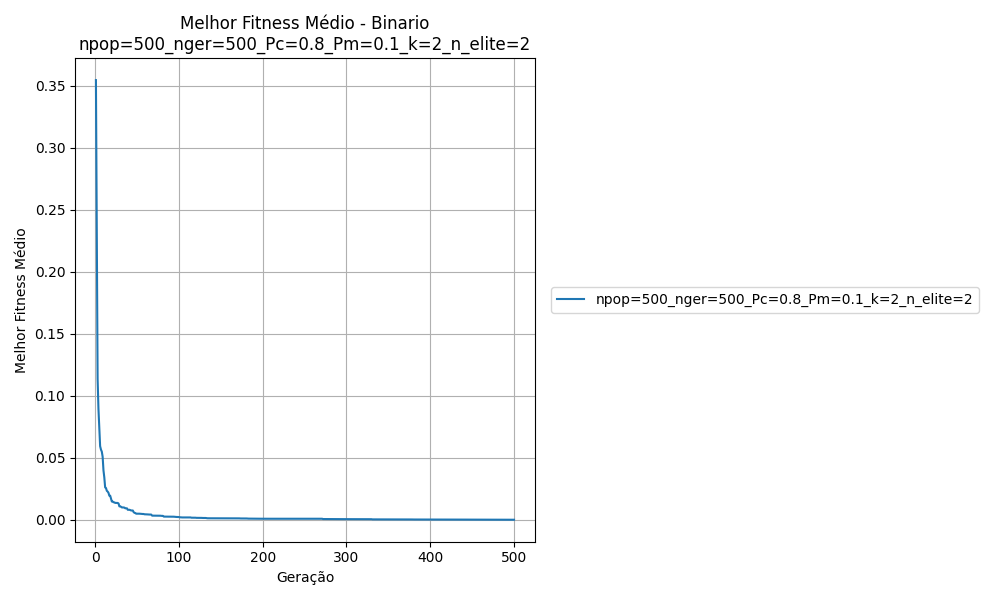 Melhor Fitness Médio - Binario
npop=500_nger=500_Pc=0.8_Pm=0.1_k=2_n_elite=2
Melhor Fitness Médio
0.35
0.30
0.25
0.20
0.15
0.10
0.05
0.00
0 100 200 300 400 500
Geração
npop=500_nger=500_Pc=0.8_Pm=0.1_k=2_n_elite=2